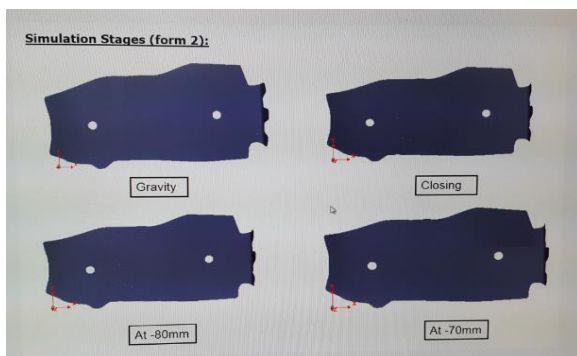 Simulation Stages (form 2):
Gravity
Closing
At -80mm
At -70mm